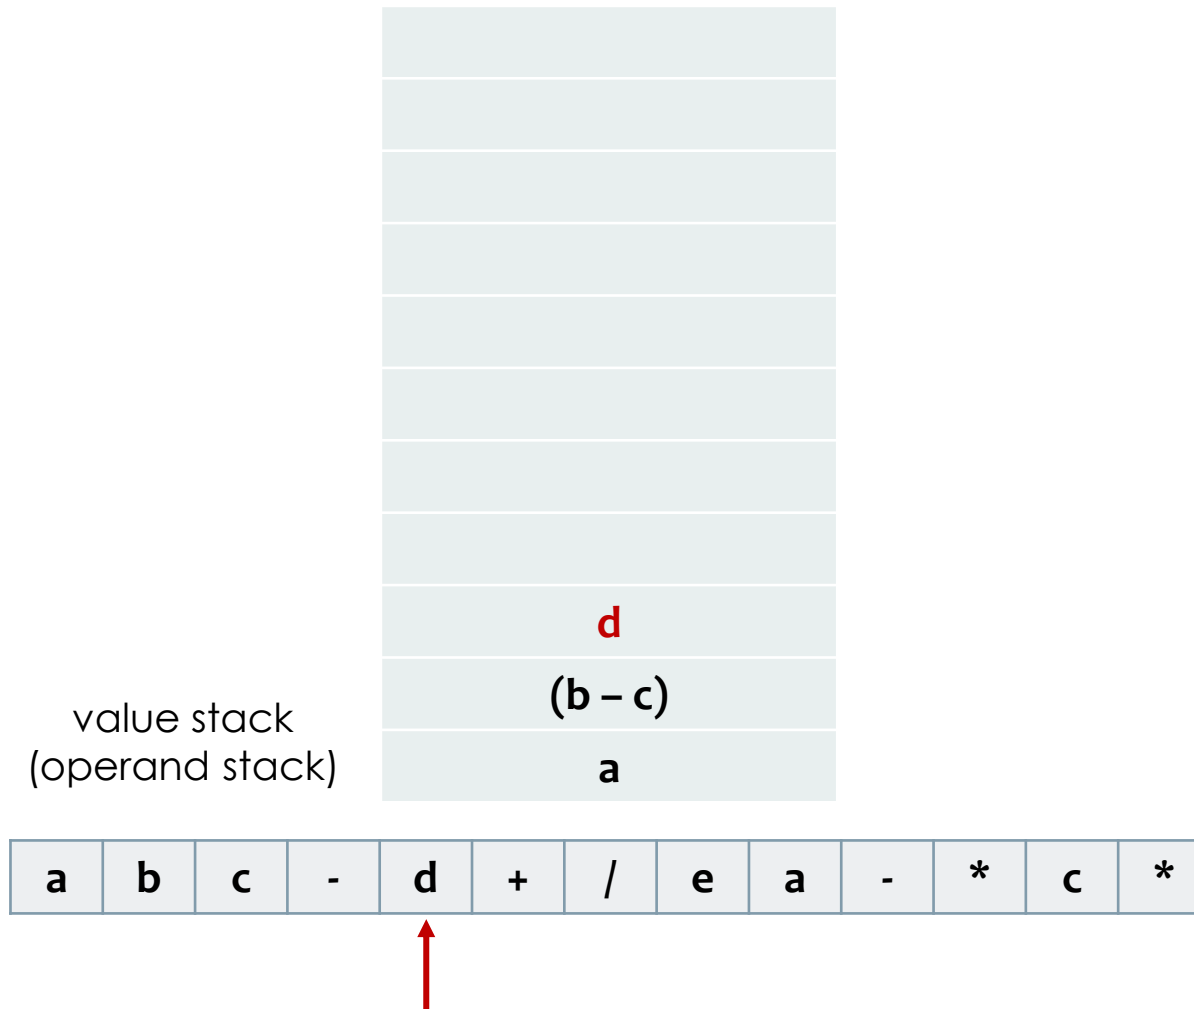 d
(b – c)
a
value stack
(operand stack)
a b c - d + / e a - * c *